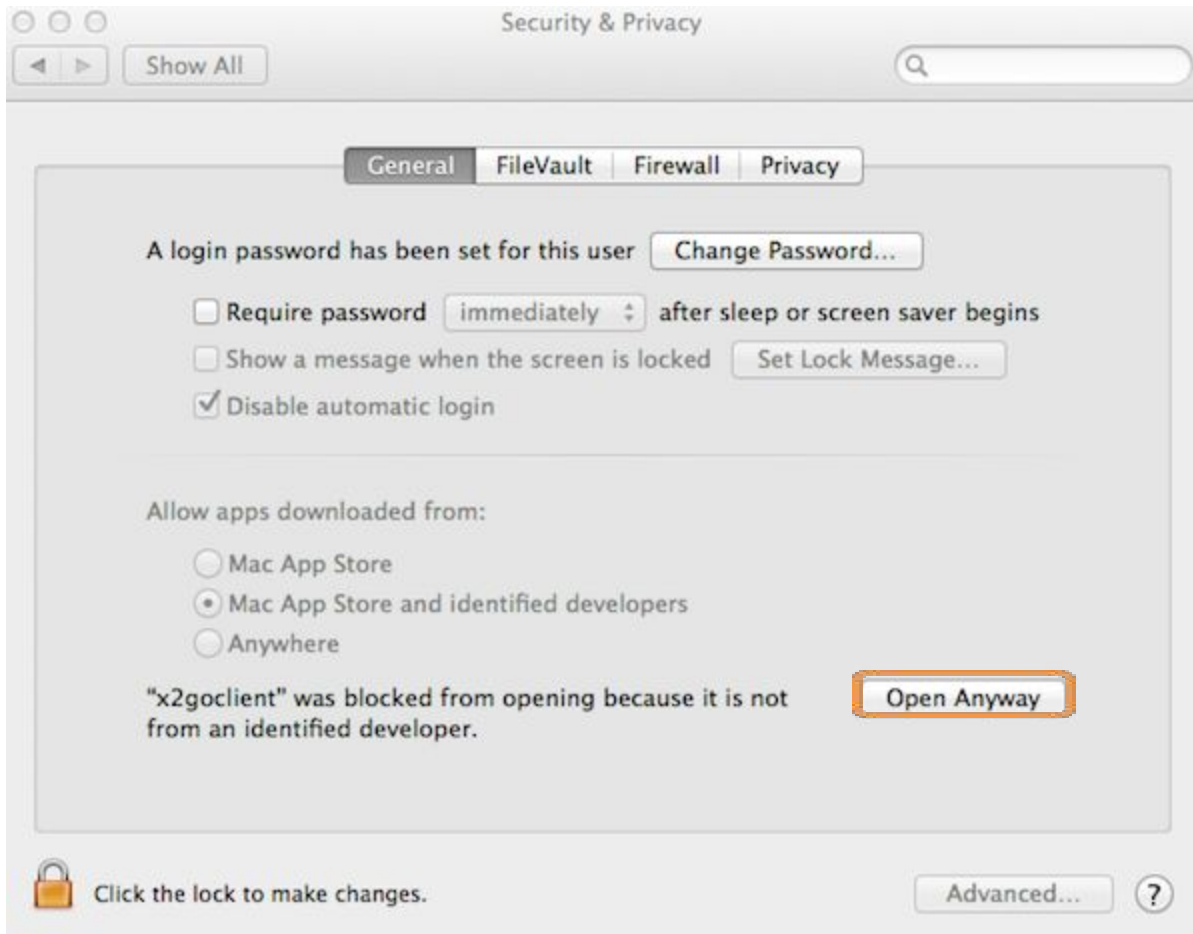 Security & Privacy
Show All
General FileVault Firewall Privacy
A login password has been set for this user Change Password...
Require password immediately after sleep or screen saver begins
Show a message when the screen is locked Set Lock Message...
Disable automatic login
Allow apps downloaded from:
Mac App Store
Mac App Store and identified developers
Anywhere
“x2goclient” was blocked from opening because it is not Open Anyway
from an identified developer.
Click the lock to make changes. Advanced... ?